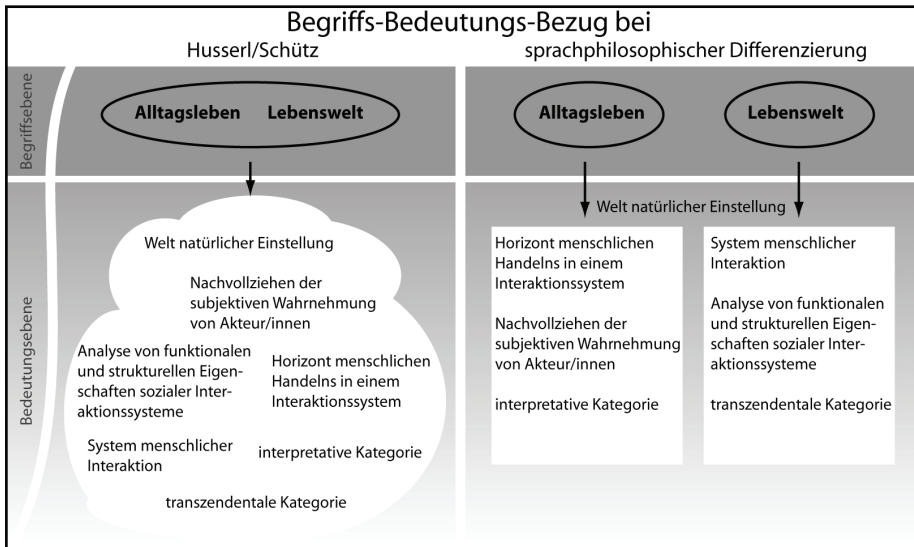 Begriffs-Bedeutungs-Bezug bei
Husserl/Schütz
sprachphilosophischer Differenzierung
Begriffsebene
Alltagsleben Lebenswelt
Alltagsleben
Lebenswelt
Bedeutungsebene
Welt natürlicher Einstellung
Nachvollziehen der
subjektiven Wahrnehmung
von Akteur/innen
Analyse von funktionalen
und strukturellen Eigen-
schaften sozialer Inter-
aktionssysteme
Horizont menschlichen
Handelns in einem
Interaktionssystem
System menschlicher
Interaktion
interpretative Kategorie
transzendentale Kategorie
Welt natürlicher Einstellung
Horizont menschlichen
Handelns in einem
Interaktionssystem
Nachvollziehen der
subjektiven Wahrnehmung
von Akteur/innen
interpretative Kategorie
System menschlicher
Interaktion
Analyse von funktionalen
und strukturellen Eigen-
schaften sozialer Inter-
aktionssysteme
transzendentale Kategorie